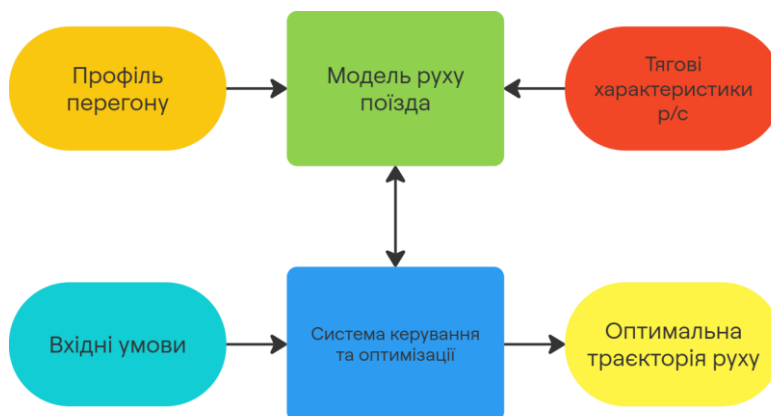 Профіль
перегону
Модель руху
поїзда
Тягові
характеристики
р/с
Вхідні умови
Система керування
та оптимізації
Оптимальна
траєкторія руху